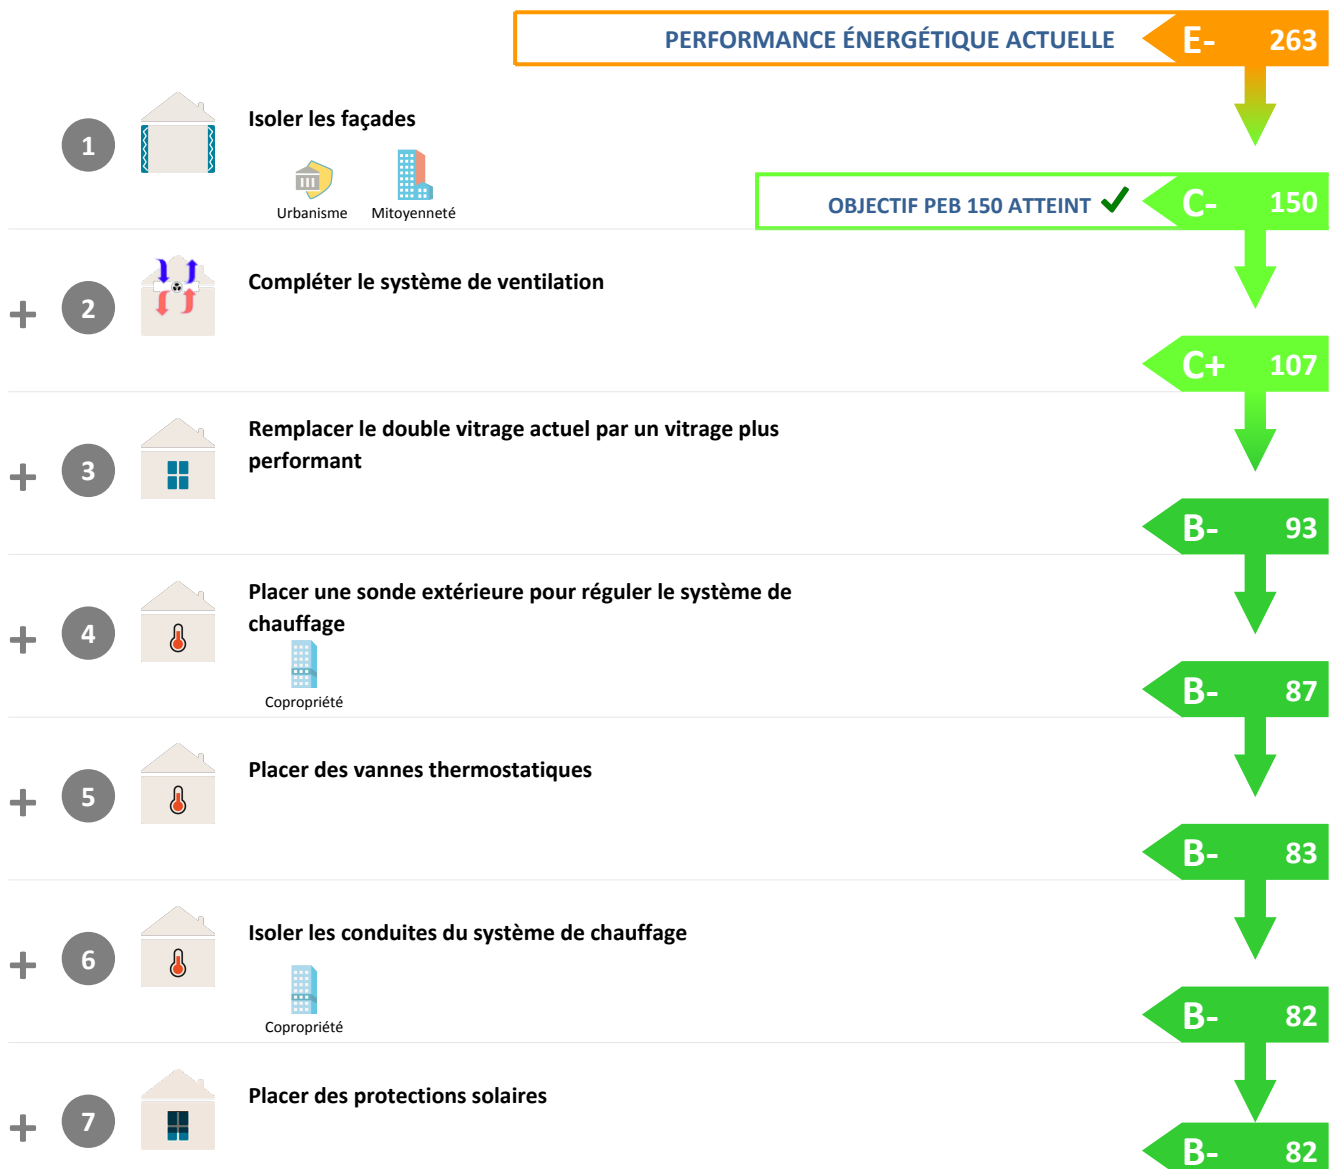 PERFORMANCE ÉNERGÉTIQUE ACTUELLE E- 263
1 Isoler les façades
Urbanisme Mitoyenneté
OBJECTIF PEB 150 ATTEINT C- 150
+ 2 Compléter le système de ventilation
C+ 107
+ 3 Remplacer le double vitrage actuel par un vitrage plus
performant
B- 93
+ 4 Placer une sonde extérieure pour réguler le système de
chauffage
Copropriété
B- 87
+ 5 Placer des vannes thermostatiques
B- 83
+ 6 Isoler les conduites du système de chauffage
Copropriété
B- 82
+ 7 Placer des protections solaires
B- 82